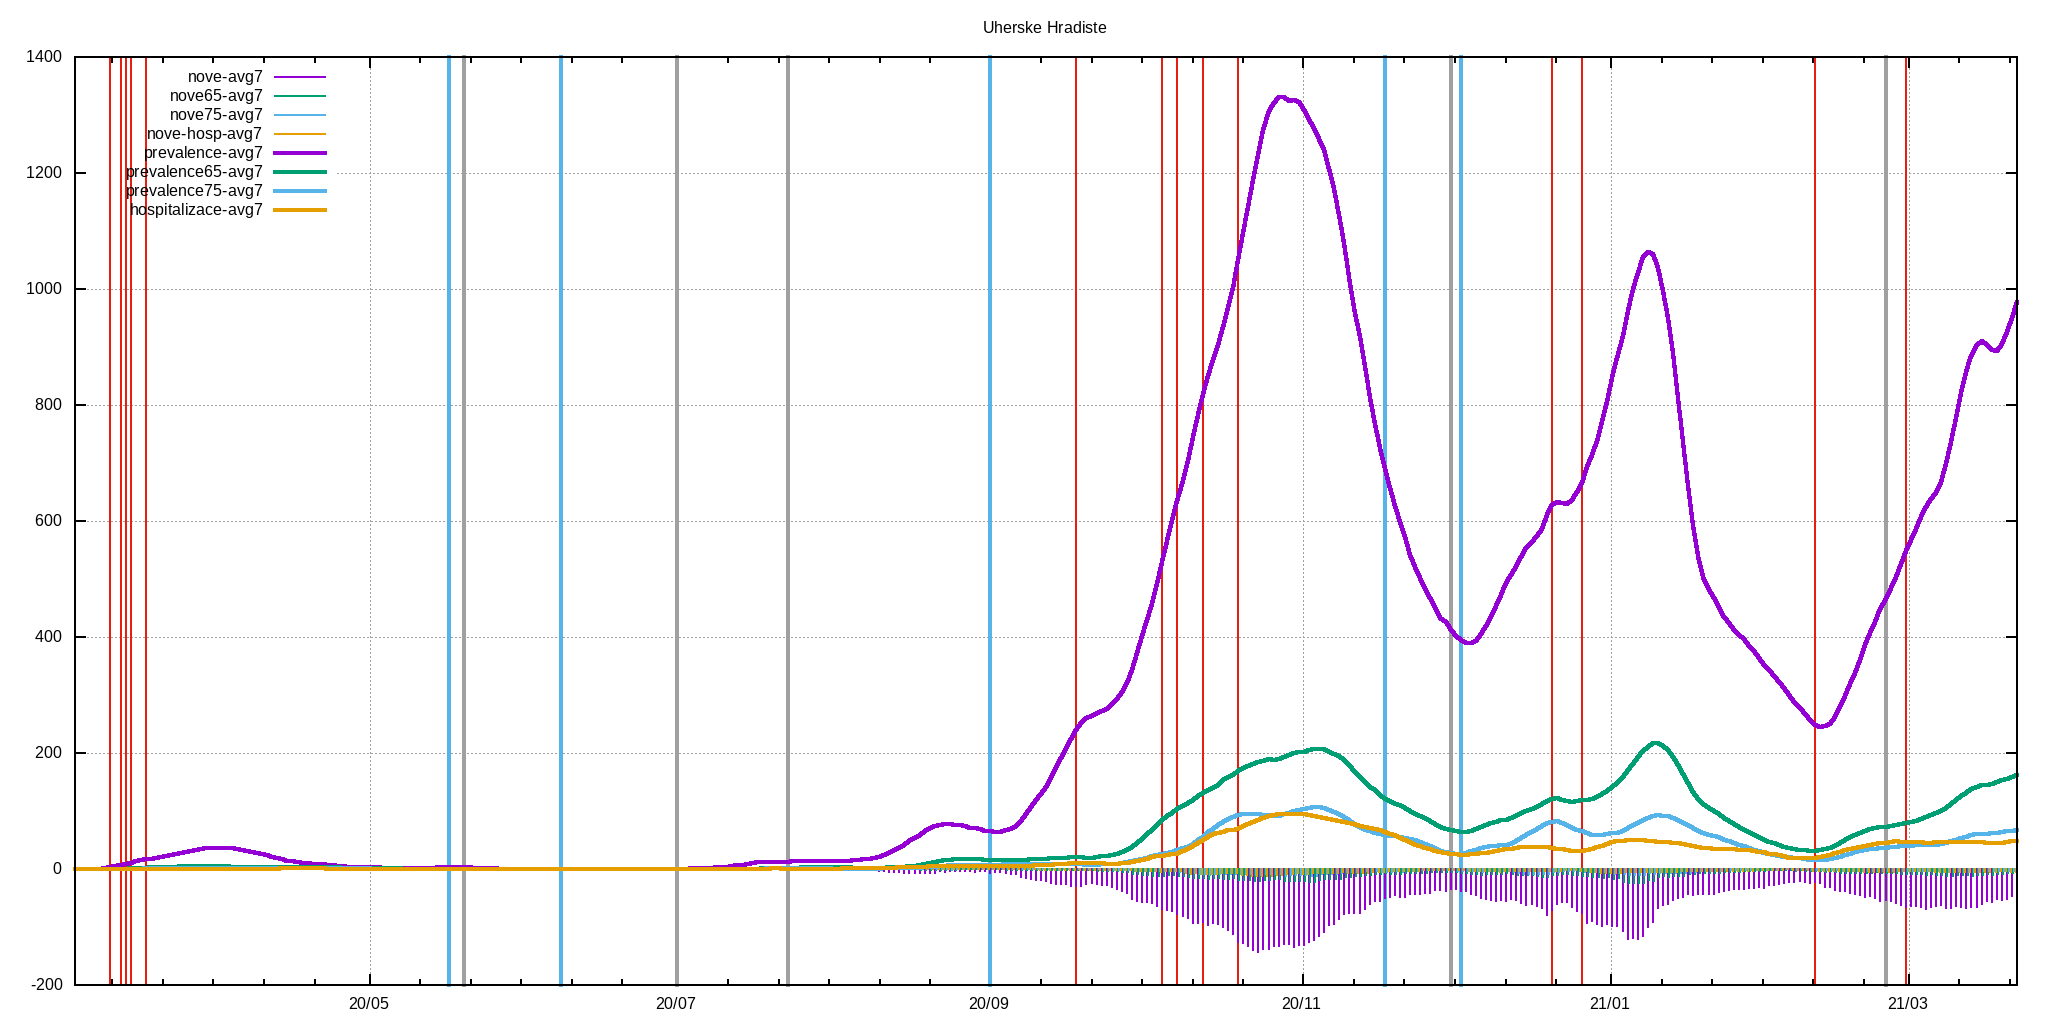 Uherske Hradiste
1400
1200
1000
800
600
400
200
0
-200
nove-avg7
nove65-avg7
nove75-avg7
nove-hosp-avg7
prevalence-avg7
prevalence65-avg7
prevalence75-avg7
hospitalizace-avg7
20/05
20/07
20/09
20/11
21/01
21/03